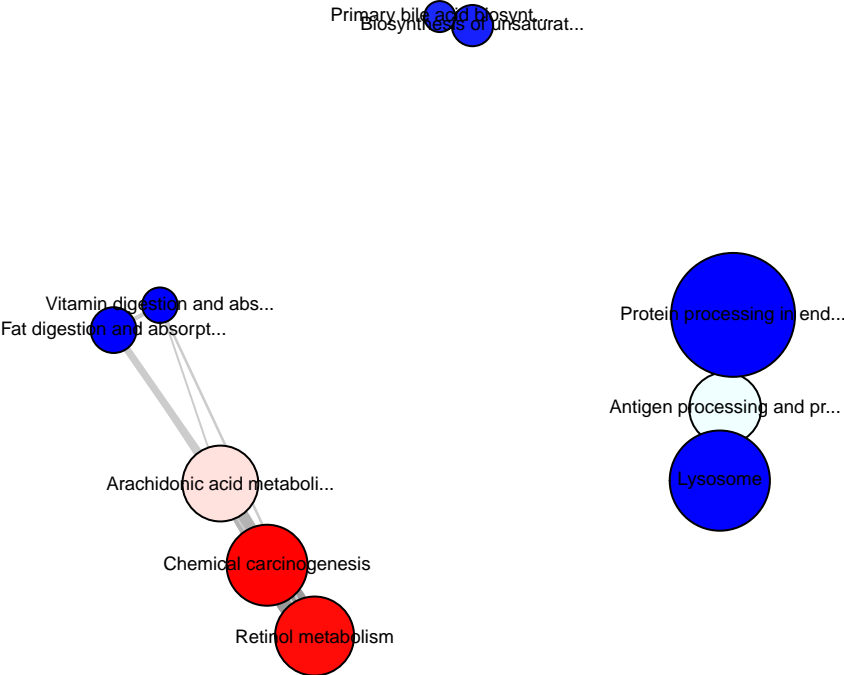 Primary bile acid biosynt...
Biosynthesis of unsaturat...
Vitamin digestion and abs...
Fat digestion and absorpt...
Protein processing in end...
Antigen processing and pr...
Lysosome
Arachidonic acid metaboli...
Chemical carcinogenesis
Retinol metabolism